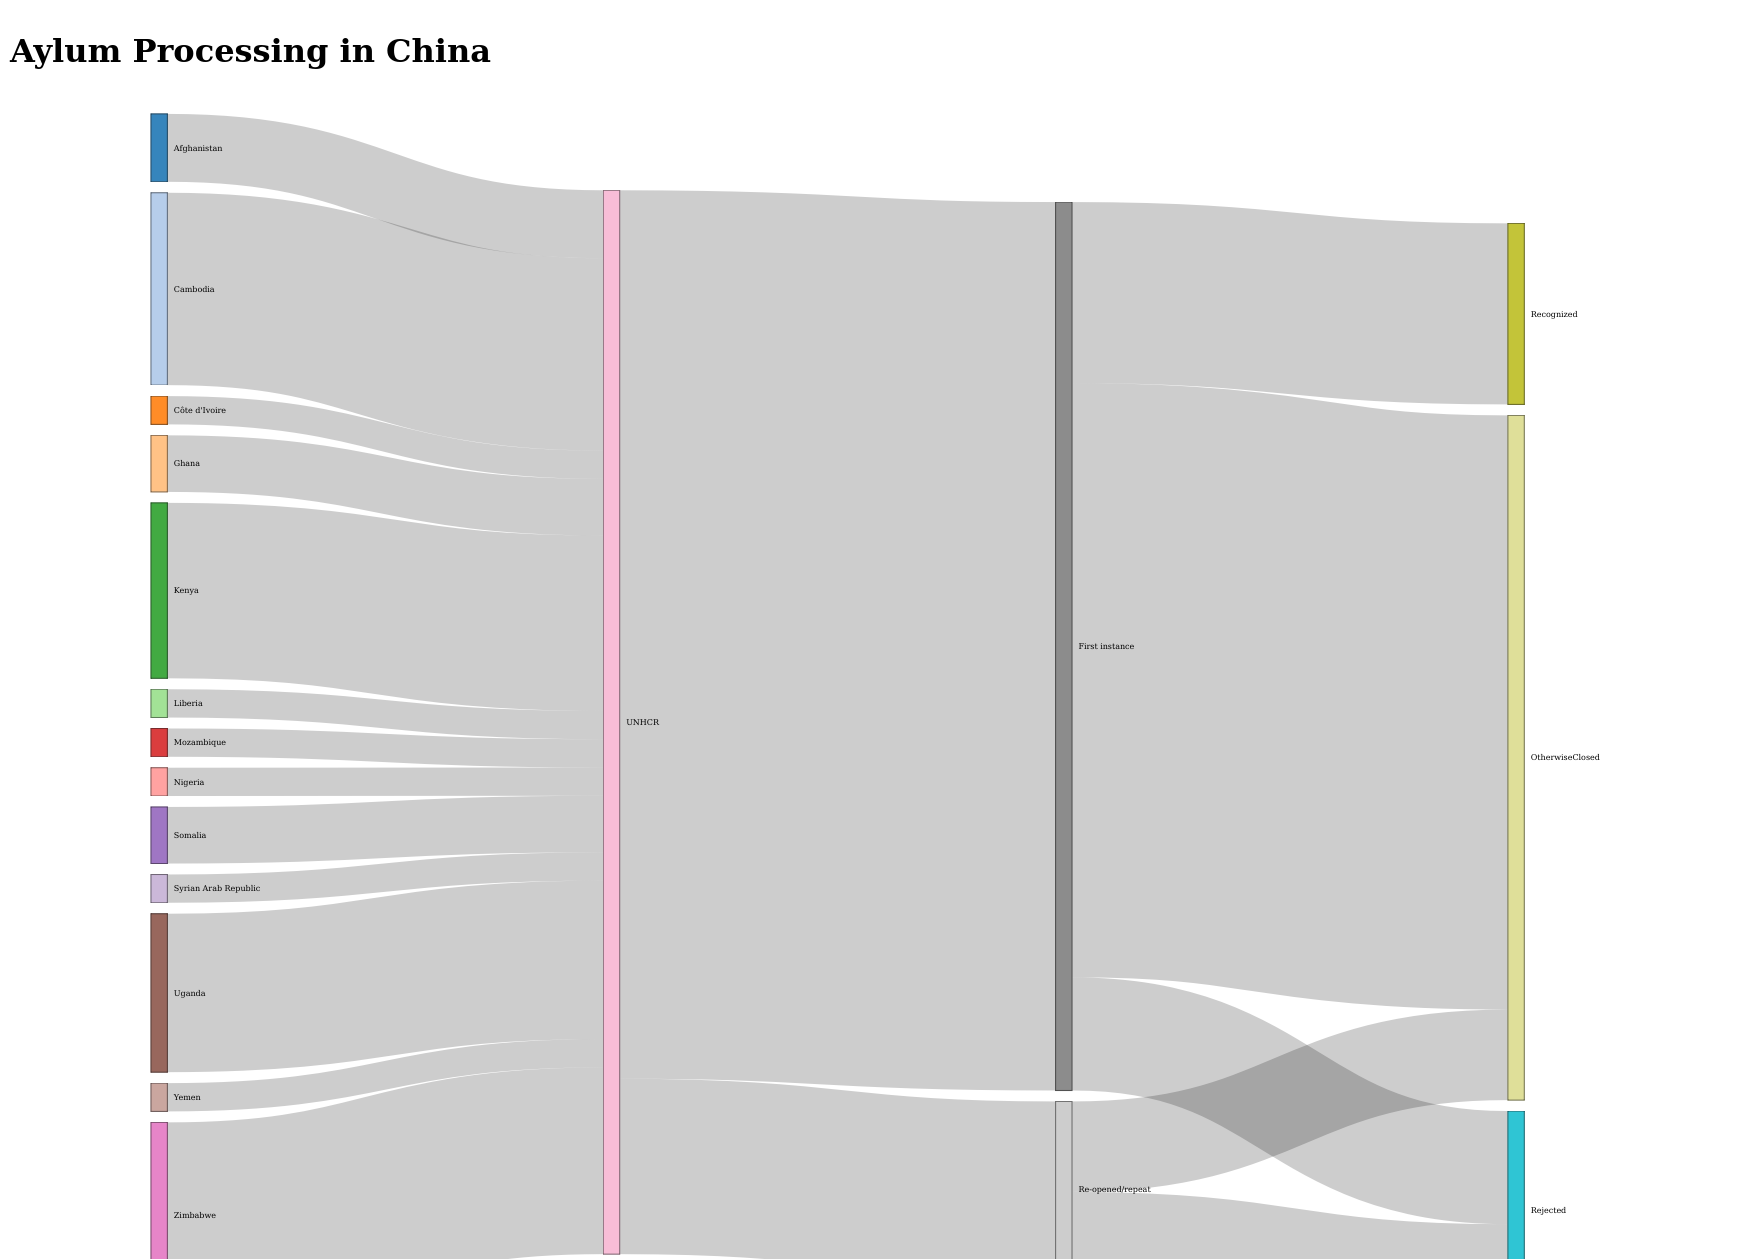 Aylum Processing in China
Afghanistan
Cambodia
Côte d'Ivoire
Ghana
Kenya
Liberia
Mozambique
Nigeria
Somalia
Syrian Arab Republic
Uganda
Yemen
Zimbabwe
UNHCR
First instance
Re-opened/repeat
Recognized
OtherwiseClosed
Rejected